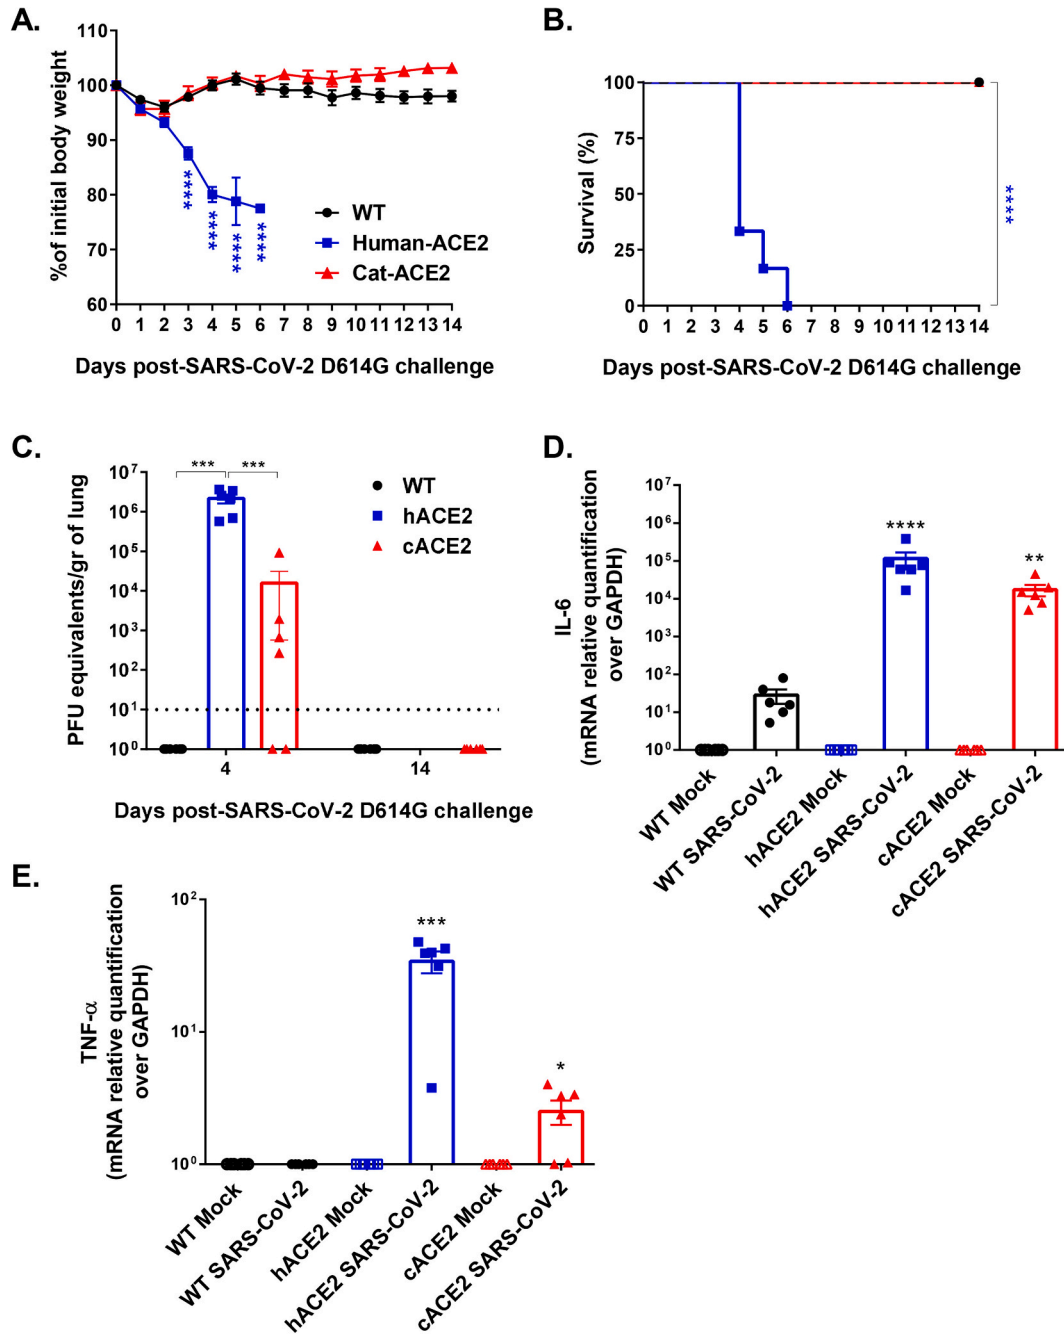 A.
110
100
90
80
70
60
%of initial body weight
****
****
****
****
WT
Human-ACE2
Cat-ACE2
0 1 2 3 4 5 6 7 8 9 10 11 12 13 14
Days post-SARS-CoV-2 D614G challenge
B.
100
75
50
25
0
Survival (%)
****
0 1 2 3 4 5 6 7 8 9 10 11 12 13 14
Days post-SARS-CoV-2 D614G challenge
C.
10⁷
10⁶
10⁵
10⁴
10³
10²
10¹
10⁰
PFU equivalents/gr of lung
*** ***
WT
hACE2
cACE2
4 14
Days post-SARS-CoV-2 D614G challenge
D.
10⁷
10⁶
10⁵
10⁴
10³
10²
10¹
10⁰
IL-6
(mRNA relative quantification
over GAPDH)
****
**
WT Mock
WT SARS-CoV-2
hACE2 Mock
hACE2 SARS-CoV-2
cACE2 Mock
cACE2 SARS-CoV-2
E.
10²
10¹
10⁰
TNF-α
(mRNA relative quantification
over GAPDH)
***
*
WT Mock
WT SARS-CoV-2
hACE2 Mock
hACE2 SARS-CoV-2
cACE2 Mock
cACE2 SARS-CoV-2